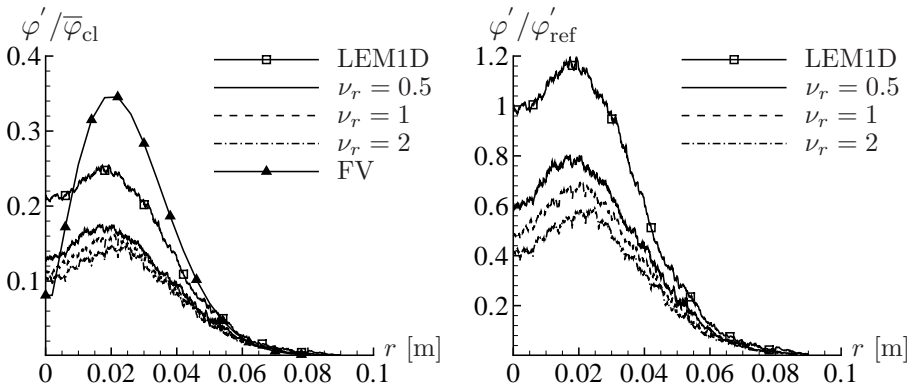 φ′/φ̅cl
LEM1D
νr = 0.5
νr = 1
νr = 2
FV
0.4
0.3
0.2
0.1
0 0.02 0.04 0.06 0.08 0.1
r [m]
φ′/φ′ref
LEM1D
νr = 0.5
νr = 1
νr = 2
1.2
1
0.8
0.6
0.4
0.2
0 0.02 0.04 0.06 0.08 0.1
r [m]